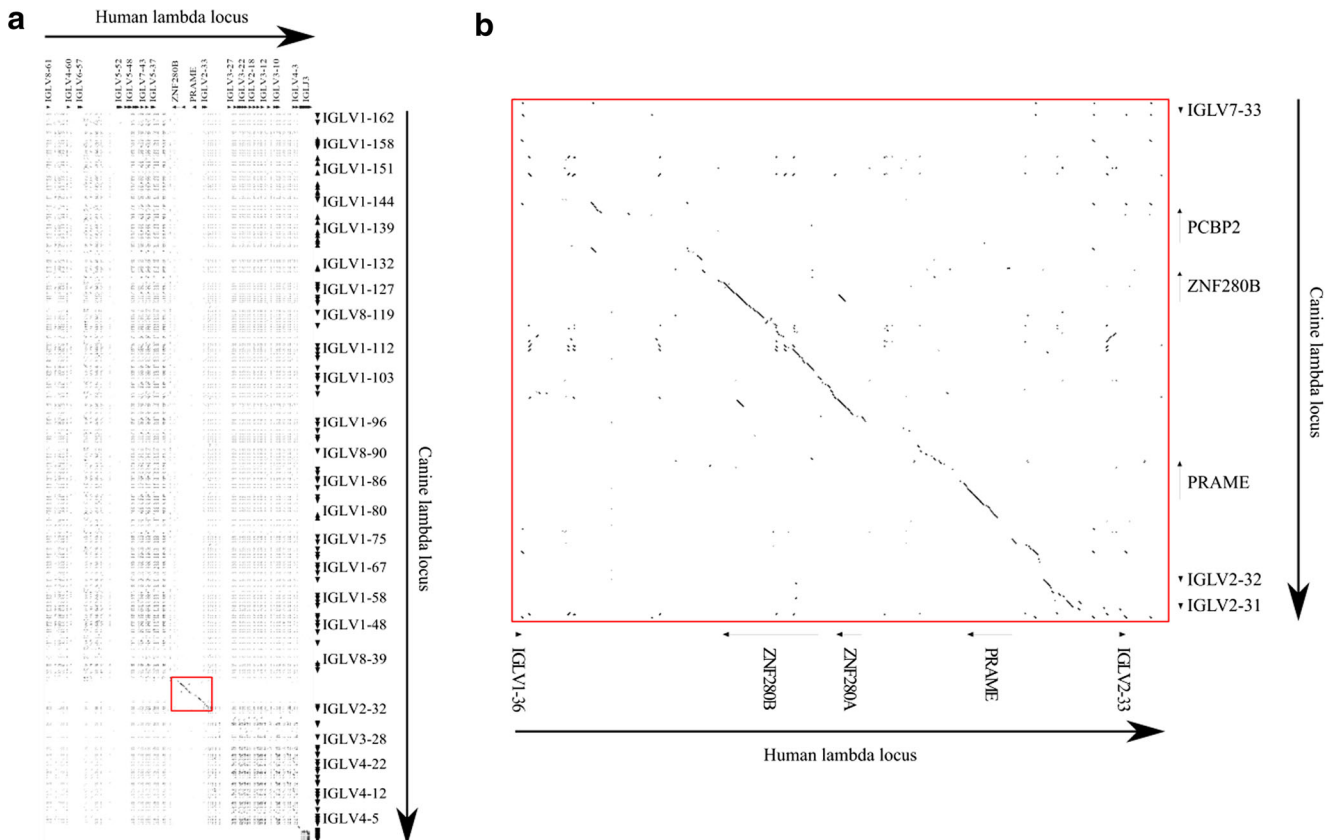 a
Human lambda locus
IGLV8-61
IGLV4-60
IGLV6-57
IGLV5-52
IGLV5-48
IGLV7-43
IGLV5-37
ZNF280B
PRAME
IGLV2-33
IGLV3-27
IGLV3-22
IGLV2-18
IGLV3-12
IGLV3-10
IGLV4-3
IGLJ3
IGLV1-162
IGLV1-158
IGLV1-151
IGLV1-144
IGLV1-139
IGLV1-132
IGLV1-127
IGLV8-119
IGLV1-112
IGLV1-103
IGLV1-96
IGLV8-90
IGLV1-86
IGLV1-80
IGLV1-75
IGLV1-67
IGLV1-58
IGLV1-48
IGLV8-39
IGLV2-32
IGLV3-28
IGLV4-22
IGLV4-12
IGLV4-5
Canine lambda locus
b
IGLV7-33
PCBP2
ZNF280B
PRAME
IGLV2-32
IGLV2-31
Canine lambda locus
IGLV1-36
ZNF280B
ZNF280A
PRAME
IGLV2-33
Human lambda locus